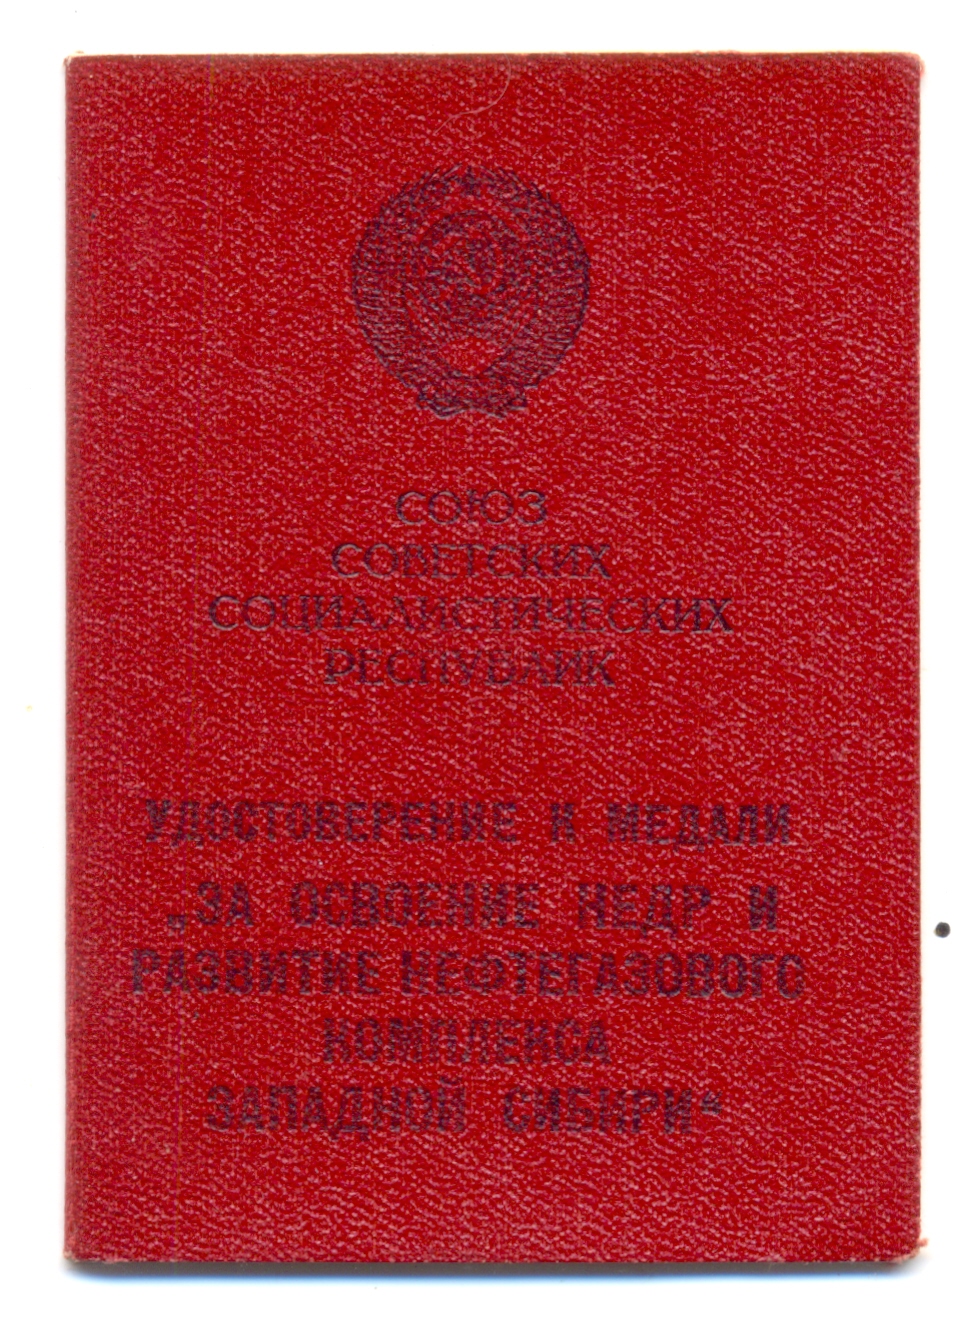 СОЮЗ
СОВЕТСКИХ
СОЦИАЛИСТИЧЕСКИХ
РЕСПУБЛИК
УДОСТОВЕРЕНИЕ К МЕДАЛИ
„ЗА ОСВОЕНИЕ НЕДР И
РАЗВИТИЕ НЕФТЕГАЗОВОГО
КОМПЛЕКСА
ЗАПАДНОЙ СИБИРИ“